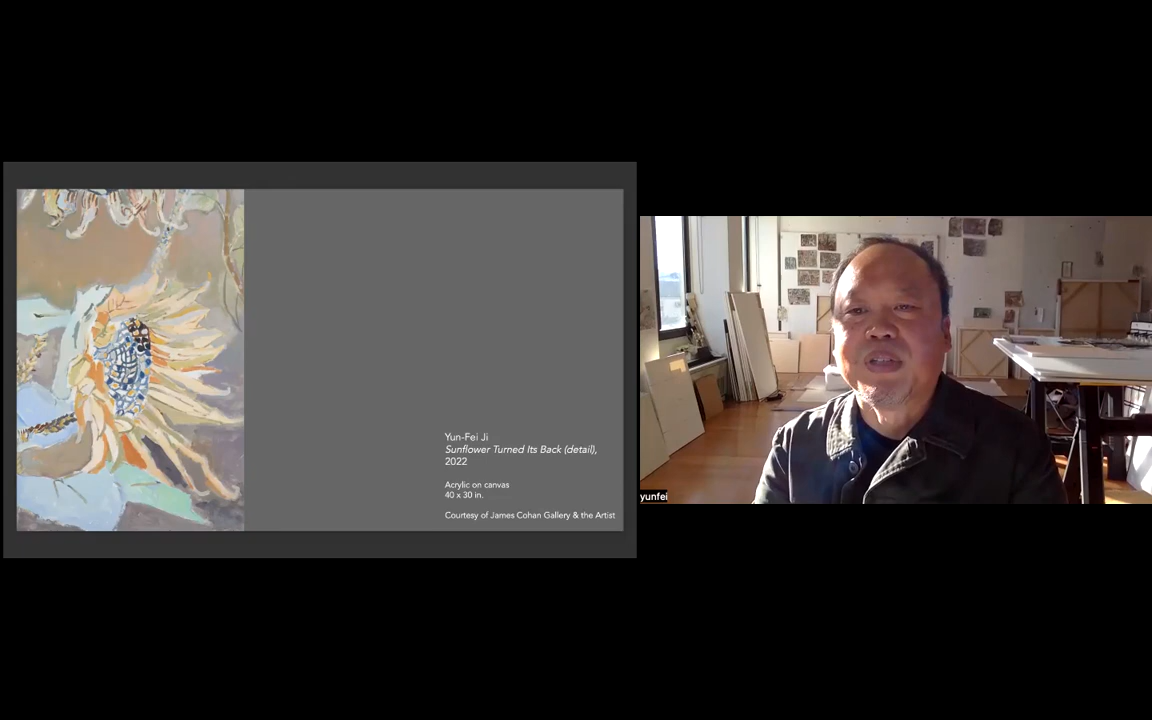 Yun-Fei Ji
Sunflower Turned Its Back (detail),
2022
Acrylic on canvas
40 x 30 in.
Courtesy of James Cohan Gallery & the Artist
yunfei